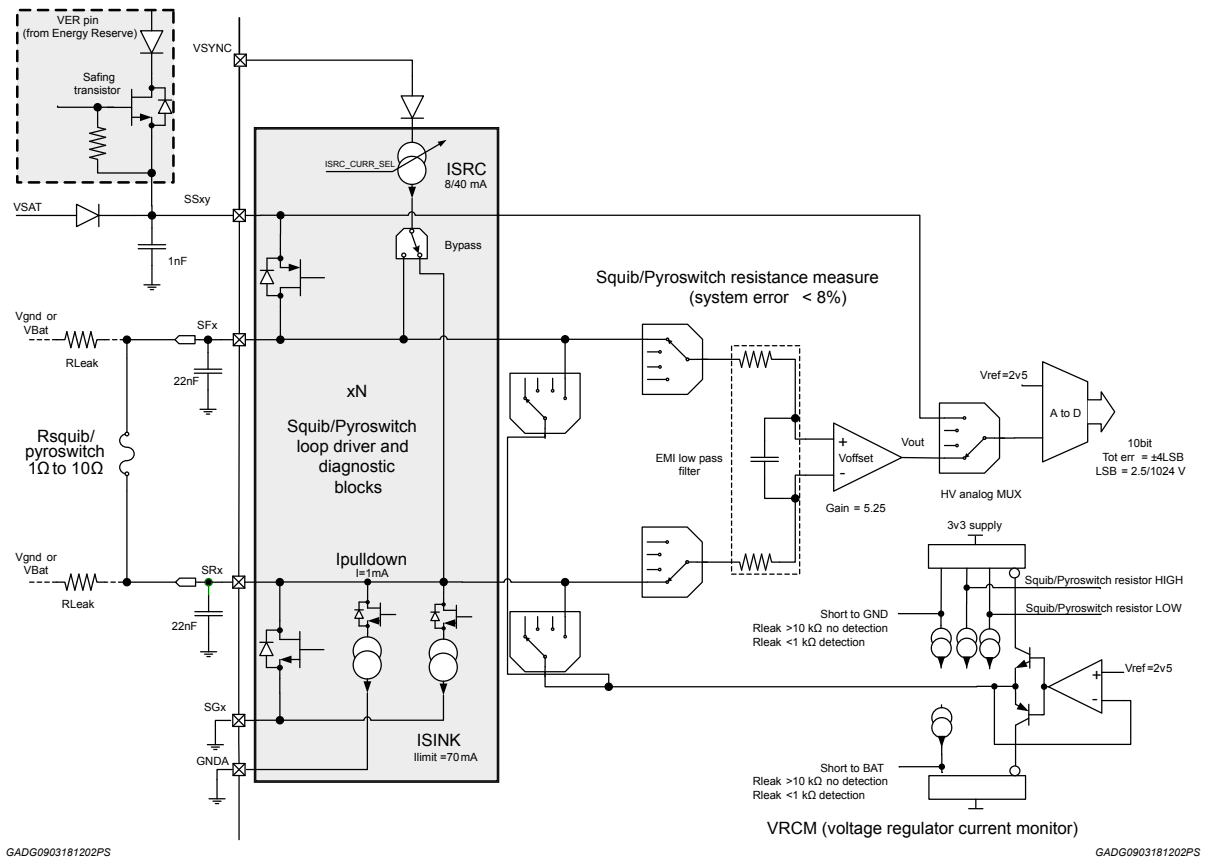 VER pin
(from Energy Reserve)
Safing
transistor
VSYNC
ISRC_CURR_SEL
ISRC
8/40 mA
VSAT
SSxy
1nF
Bypass
Squib/Pyroswitch resistance measure
(system error < 8%)
Vgnd or
VBat
RLeak
SFx
22nF
xN
Squib/Pyroswitch
loop driver and
diagnostic
blocks
Rsquib/
pyroswitch
1Ω to 10Ω
EMI low pass
filter
+
Voffset
-
Gain = 5.25
Vout
HV analog MUX
Vref=2v5
A to D
10bit
Tot err = ±4LSB
LSB = 2.5/1024 V
Vgnd or
VBat
RLeak
SRx
22nF
Ipulldown
I=1mA
SGx
GNDA
ISINK
Ilimit =70mA
3v3 supply
Squib/Pyroswitch resistor HIGH
Squib/Pyroswitch resistor LOW
Short to GND
Rleak >10 kΩ no detection
Rleak <1 kΩ detection
+
-
Vref=2v5
Short to BAT
Rleak >10 kΩ no detection
Rleak <1 kΩ detection
VRCM (voltage regulator current monitor)
GADG0903181202PS
GADG0903181202PS